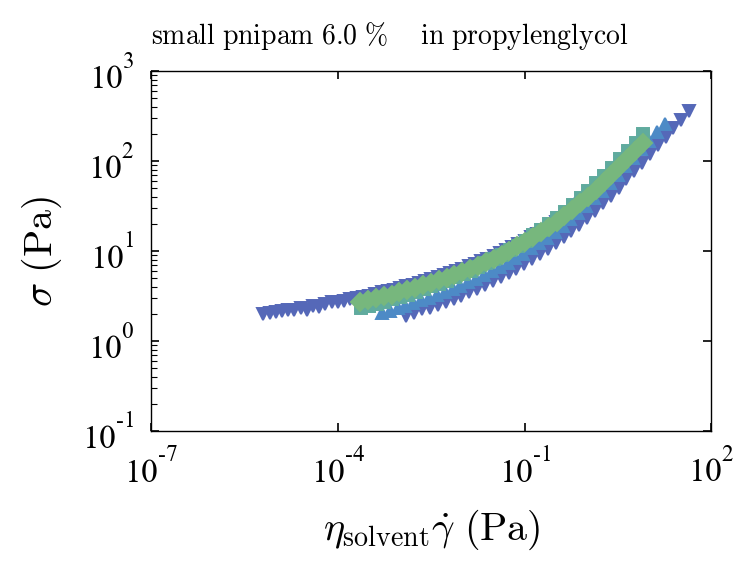 small pnipam 6.0 % in propylenglycol
10^3
10^2
10^1
10^0
10^-1
σ (Pa)
10^-7 10^-4 10^-1 10^2
η_solvent γ̇ (Pa)